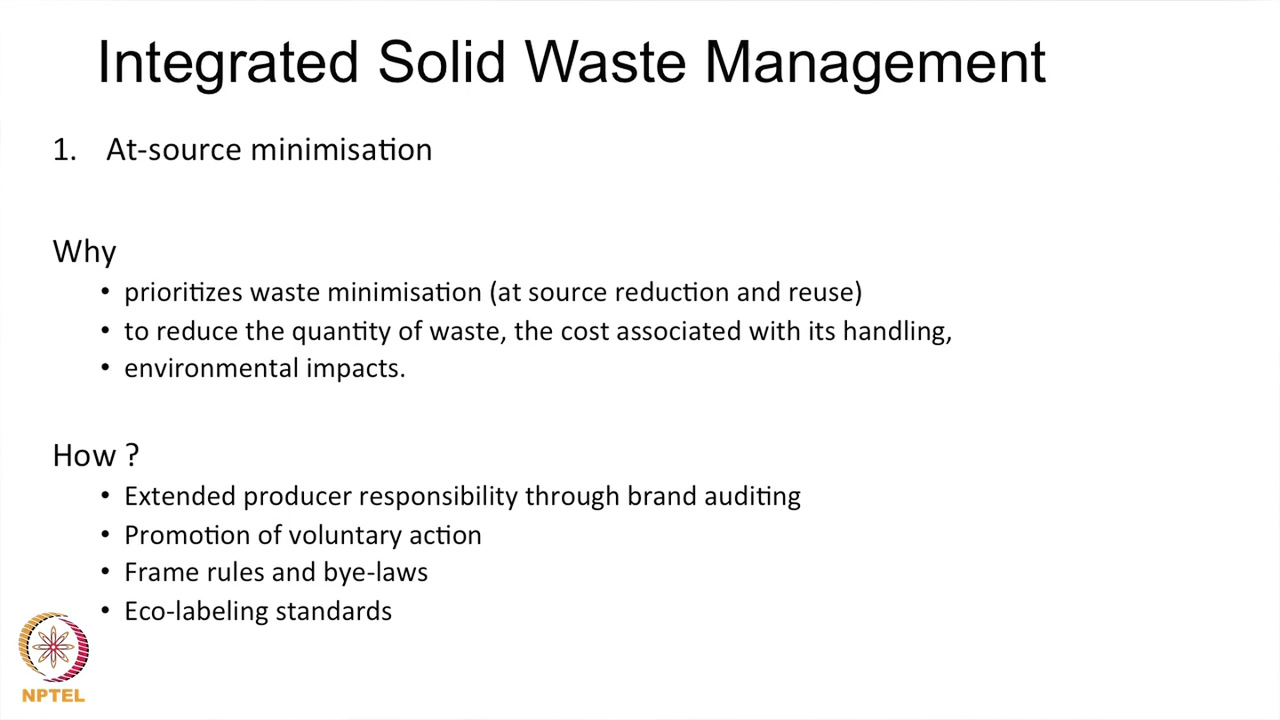 Integrated Solid Waste Management
1. At-source minimisation
Why
• prioritizes waste minimisation (at source reduction and reuse)
• to reduce the quantity of waste, the cost associated with its handling,
• environmental impacts.
How ?
• Extended producer responsibility through brand auditing
• Promotion of voluntary action
• Frame rules and bye-laws
• Eco-labeling standards
NPTEL